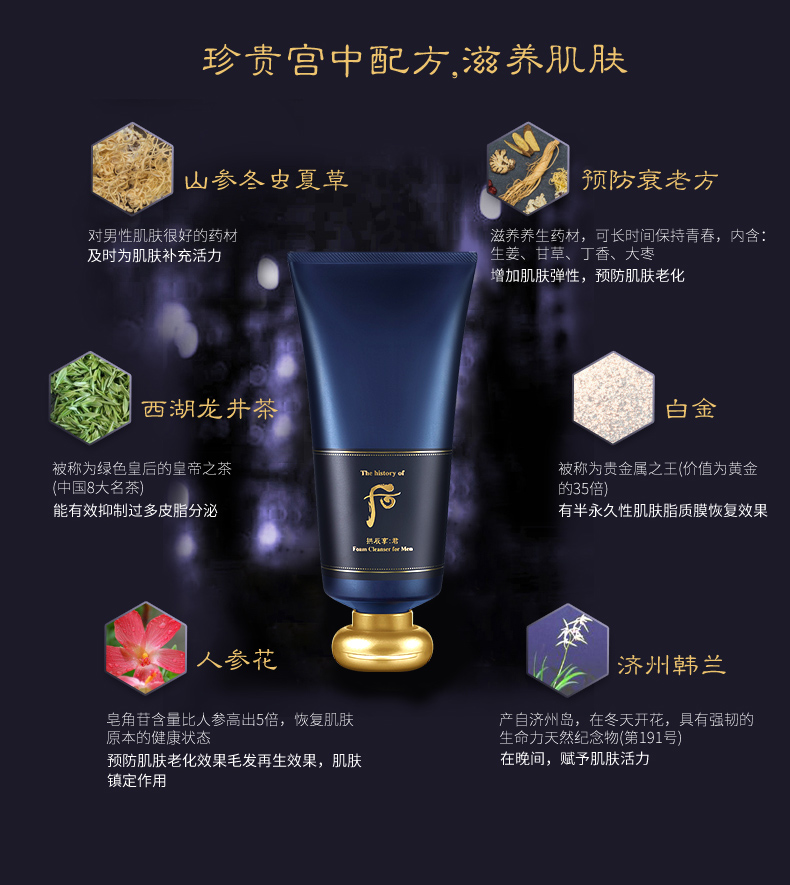 珍贵宫中配方,滋养肌肤
山参冬虫夏草
对男性肌肤很好的药材
及时为肌肤补充活力
预防衰老方
滋养养生药材，可长时间保持青春，内含：
生姜、甘草、丁香、大枣
增加肌肤弹性，预防肌肤老化
西湖龙井茶
被称为绿色皇后的皇帝之茶
(中国8大名茶)
能有效抑制过多皮脂分泌
白金
被称为贵金属之王(价值为黄金
的35倍)
有半永久性肌肤脂质膜恢复效果
The history of
后
拱辰享:君
Foam Cleanser for Men
人参花
皂角苷含量比人参高出5倍，恢复肌肤
原本的健康状态
预防肌肤老化效果毛发再生效果，肌肤
镇定作用
济州韩兰
产自济州岛，在冬天开花，具有强韧的
生命力天然纪念物(第191号)
在晚间，赋予肌肤活力